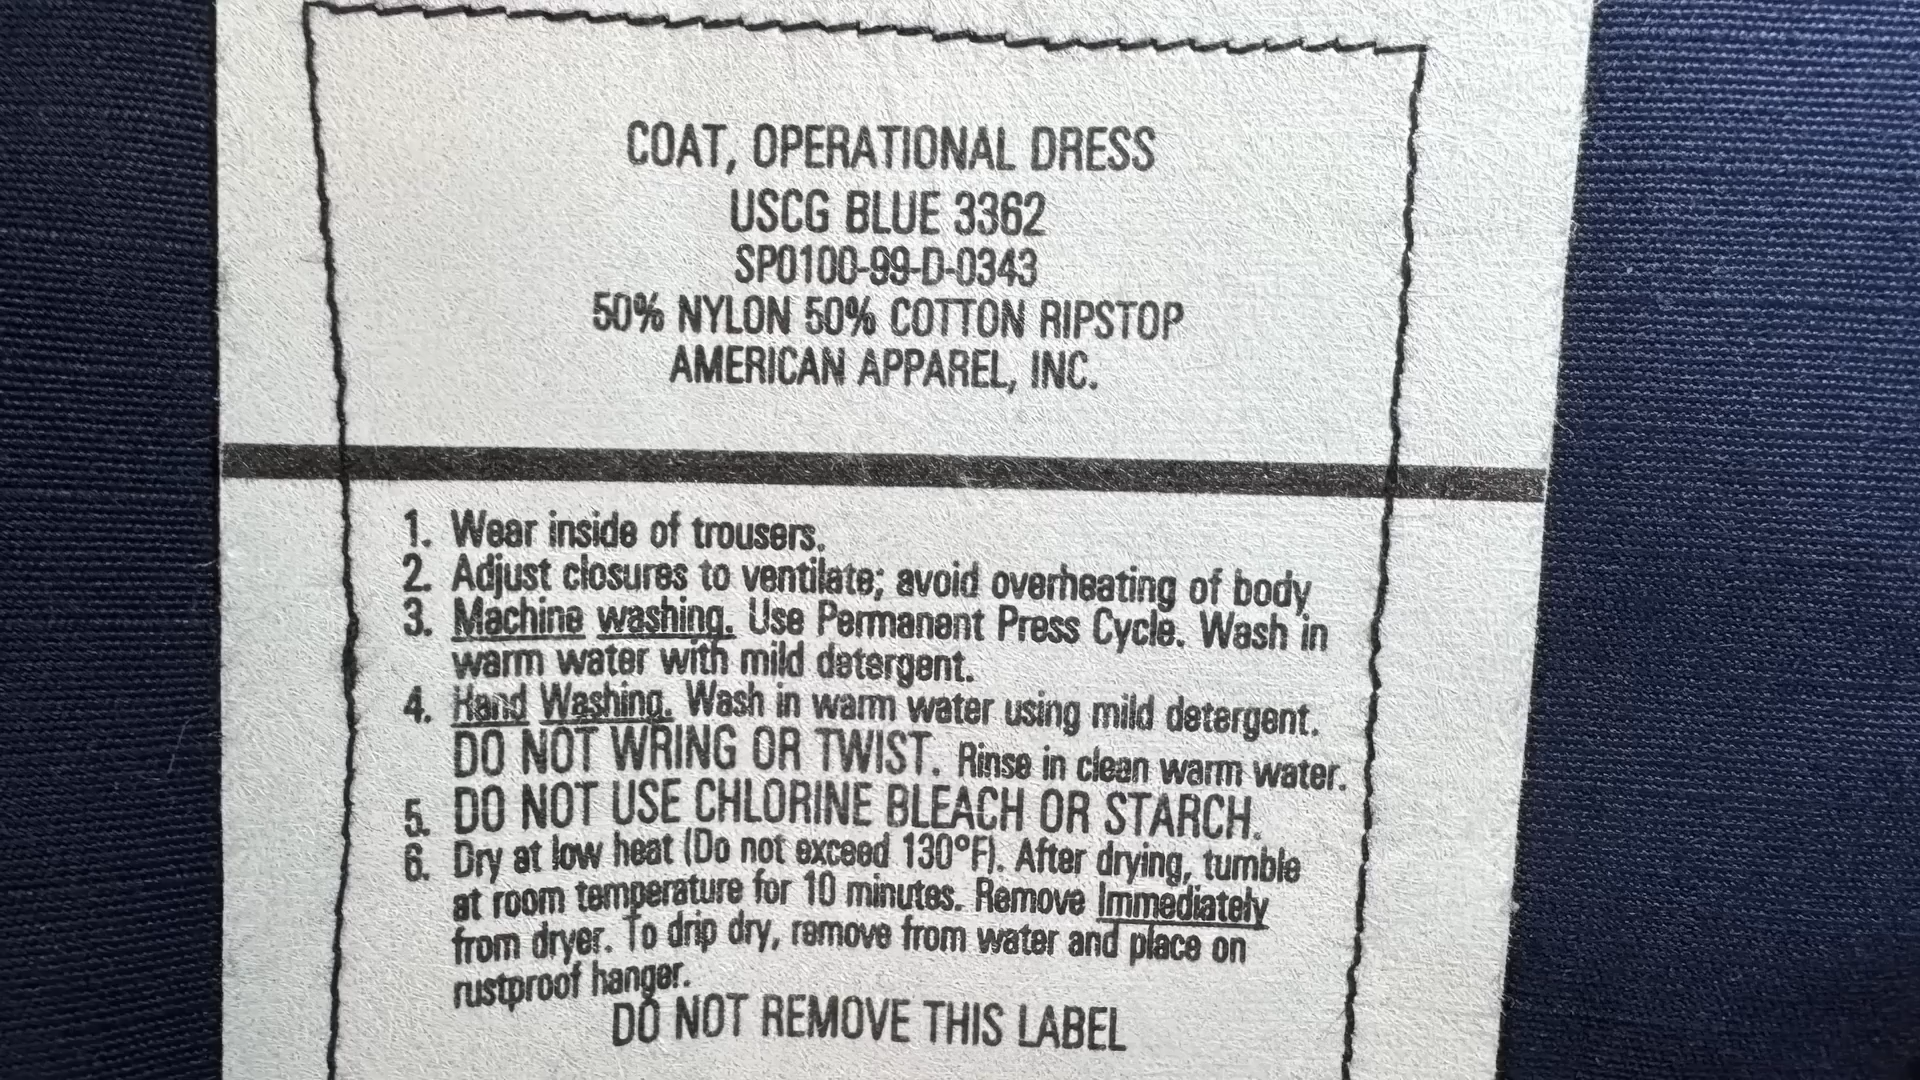 COAT, OPERATIONAL DRESS
USCG BLUE 3362
SP0100-99-D-0343
50% NYLON 50% COTTON RIPSTOP
AMERICAN APPAREL, INC.
1. Wear inside of trousers.
2. Adjust closures to ventilate; avoid overheating of body
3. Machine washing. Use Permanent Press Cycle. Wash in
warm water with mild detergent.
4. Hand Washing. Wash in warm water using mild detergent.
DO NOT WRING OR TWIST. Rinse in clean warm water.
5. DO NOT USE CHLORINE BLEACH OR STARCH.
6. Dry at low heat (Do not exceed 130°F). After drying, tumble
at room temperature for 10 minutes. Remove Immediately
from dryer. To drip dry, remove from water and place on
rustproof hanger.
DO NOT REMOVE THIS LABEL